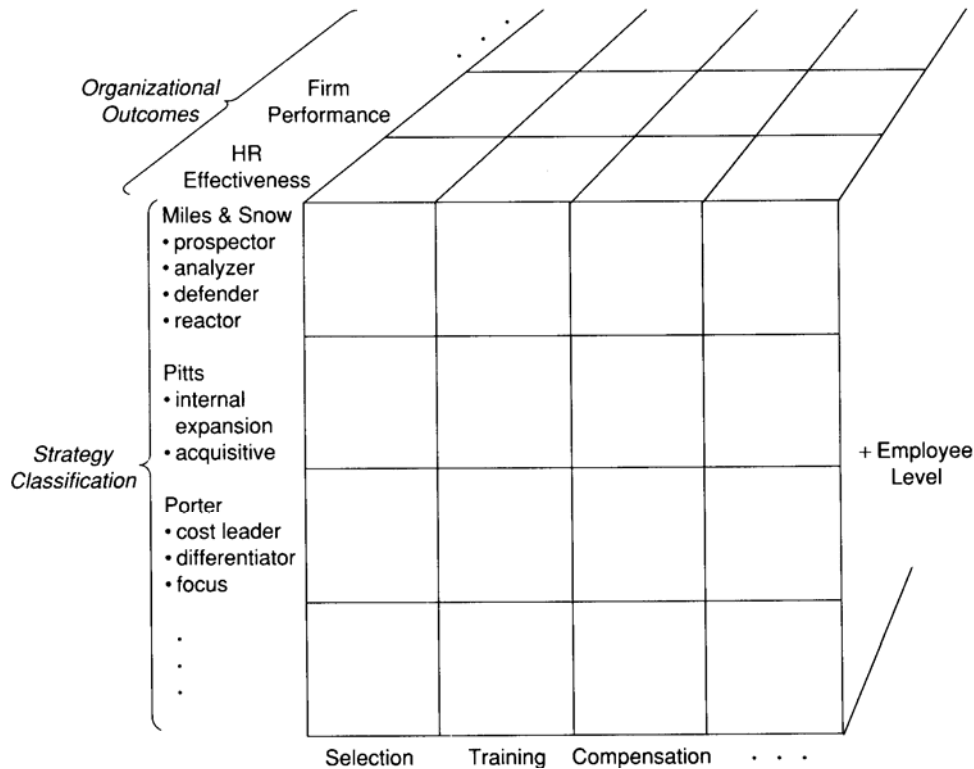 Organizational
Outcomes
Firm
Performance
HR
Effectiveness
Strategy
Classification
Miles & Snow
• prospector
• analyzer
• defender
• reactor
Pitts
• internal
expansion
• acquisitive
Porter
• cost leader
• differentiator
• focus
.
.
.
+ Employee
Level
Selection Training Compensation . . .